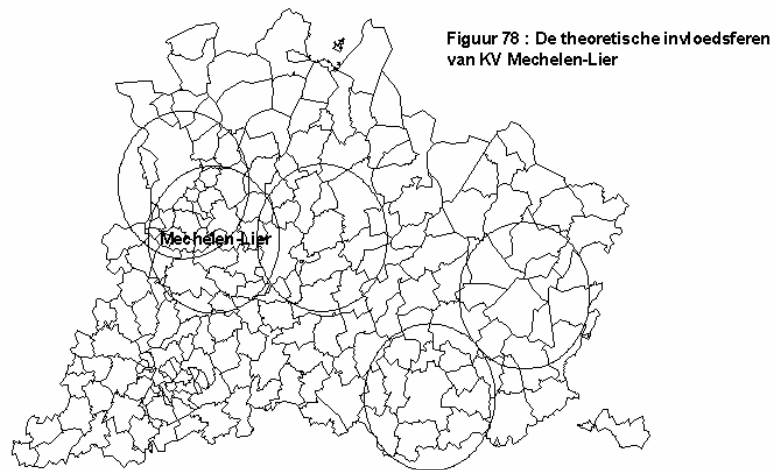 Figuur 78 : De theoretische invloedsferen
van KV Mechelen-Lier
Mechelen-Lier